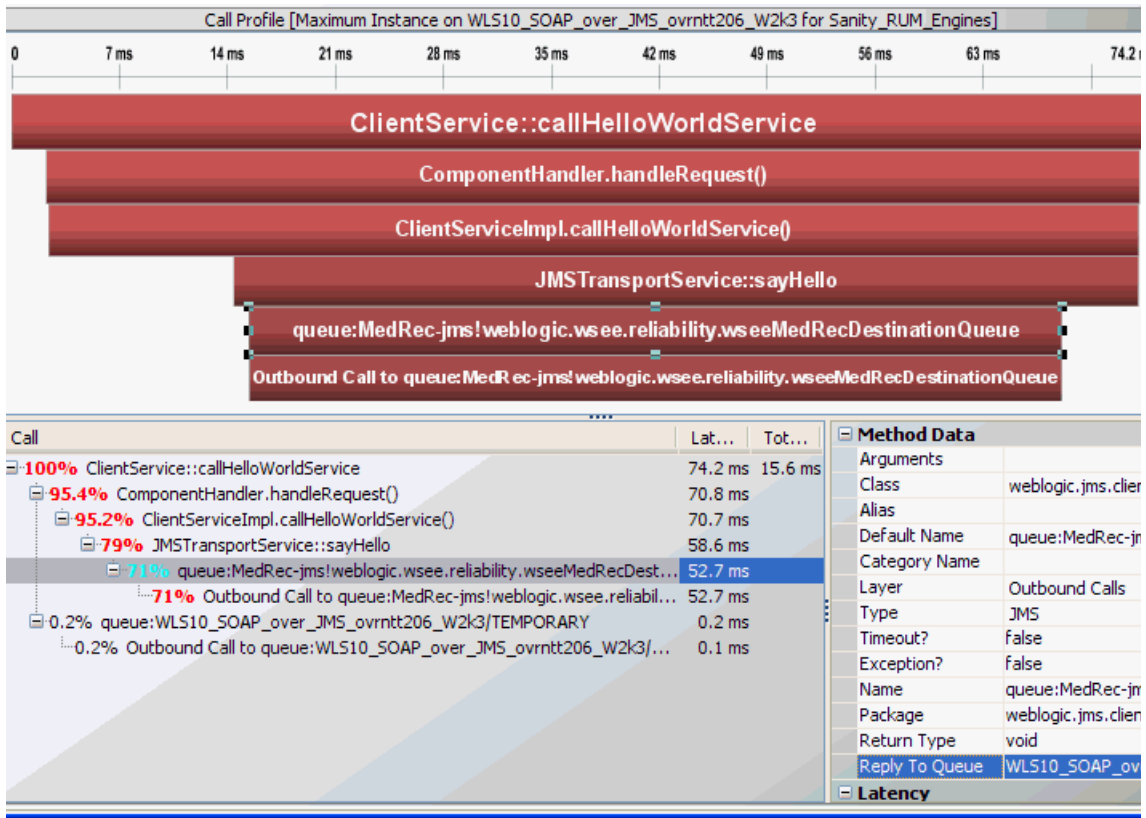 Call Profile [Maximum Instance on WLS10_SOAP_over_JMS_ovrntt206_W2k3 for Sanity_RUM_Engines]
0 7 ms 14 ms 21 ms 28 ms 35 ms 42 ms 49 ms 56 ms 63 ms 74.2
ClientService::callHelloWorldService
ComponentHandler.handleRequest()
ClientServiceImpl.callHelloWorldService()
JMSTransportService::sayHello
queue:MedRec-jms!weblogic.wsee.reliability.wseeMedRecDestinationQueue
Outbound Call to queue:MedRec-jms!weblogic.wsee.reliability.wseeMedRecDestinationQueue
Call Lat... Tot...
100% ClientService::callHelloWorldService 74.2 ms 15.6 ms
95.4% ComponentHandler.handleRequest() 70.8 ms
95.2% ClientServiceImpl.callHelloWorldService() 70.7 ms
79% JMSTransportService::sayHello 58.6 ms
71% queue:MedRec-jms!weblogic.wsee.reliability.wseeMedRecDest... 52.7 ms
71% Outbound Call to queue:MedRec-jms!weblogic.wsee.reliabil... 52.7 ms
0.2% queue:WLS10_SOAP_over_JMS_ovrntt206_W2k3/TEMPORARY 0.2 ms
0.2% Outbound Call to queue:WLS10_SOAP_over_JMS_ovrntt206_W2k3/... 0.1 ms
Method Data
Arguments
Class weblogic.jms.clien
Alias
Default Name queue:MedRec-jm
Category Name
Layer Outbound Calls
Type JMS
Timeout? false
Exception? false
Name queue:MedRec-jm
Package weblogic.jms.clien
Return Type void
Reply To Queue WLS10_SOAP_ov
Latency